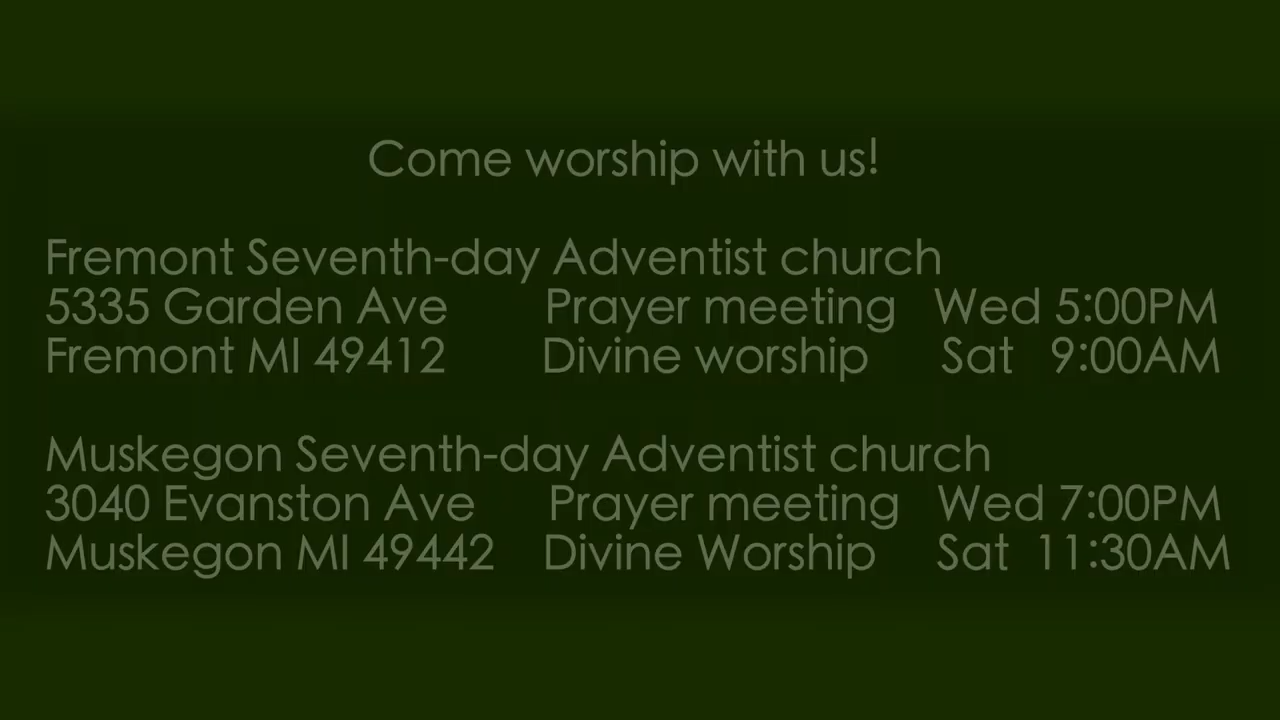 Come worship with us!
Fremont Seventh-day Adventist church
5335 Garden Ave Prayer meeting Wed 5:00PM
Fremont MI 49412 Divine worship Sat 9:00AM
Muskegon Seventh-day Adventist church
3040 Evanston Ave Prayer meeting Wed 7:00PM
Muskegon MI 49442 Divine Worship Sat 11:30AM